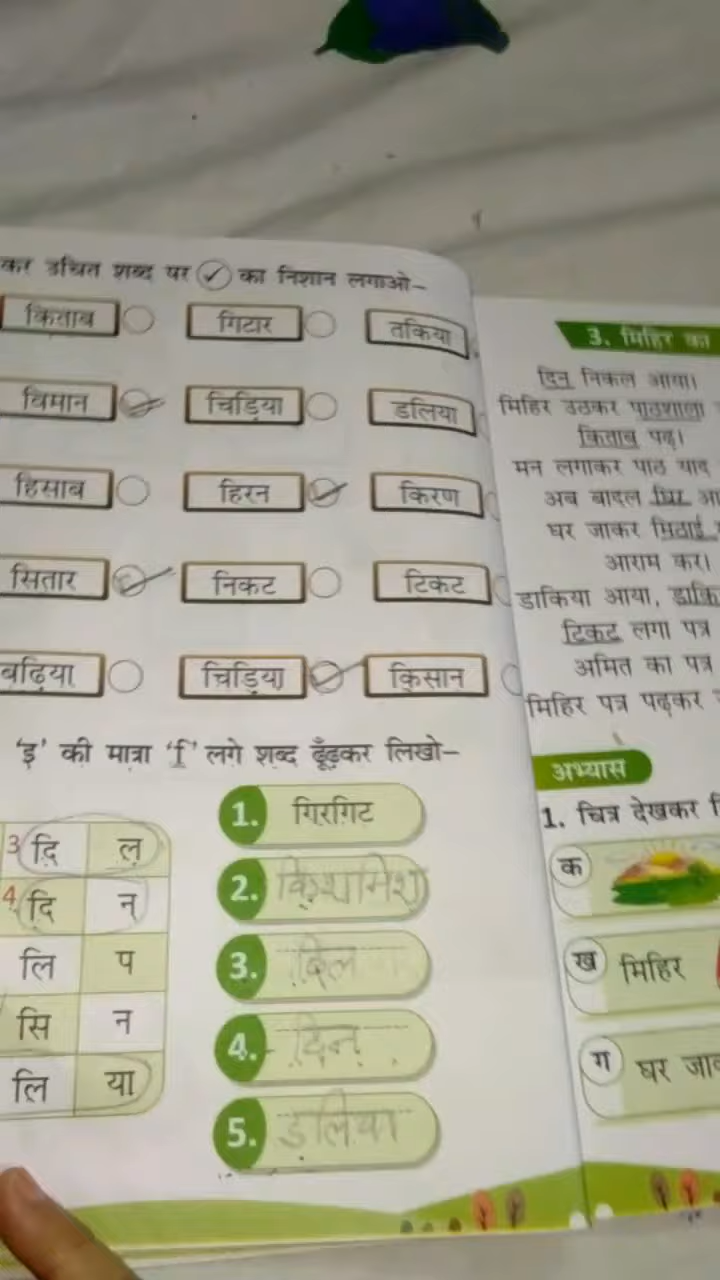 कर उचित शब्द पर ✓ का निशान लगाओ–
किताब गिटार तकिया
विमान चिड़िया डलिया
हिसाब हिरन किरण
सितार निकट टिकट
बढ़िया चिड़िया किसान
'इ' की मात्रा 'ि' लगे शब्द ढूँढ़कर लिखो–
3 दि ल
4 दि न
लि प
सि न
लि या
1. गिरगिट
2. किशमिश
3. दिल
4. दिन
5. डलिया
3. मिहिर का
दिन निकल आया।
मिहिर उठकर पाठशाला
किताब पढ़।
मन लगाकर पाठ याद
अब बादल घिर
घर जाकर मिठाई
आराम कर।
डाकिया आया,
टिकट लगा पत्र
अमित का पत्र
मिहिर पत्र पढ़कर
अभ्यास
1. चित्र देखकर
क
ख मिहिर
ग घर